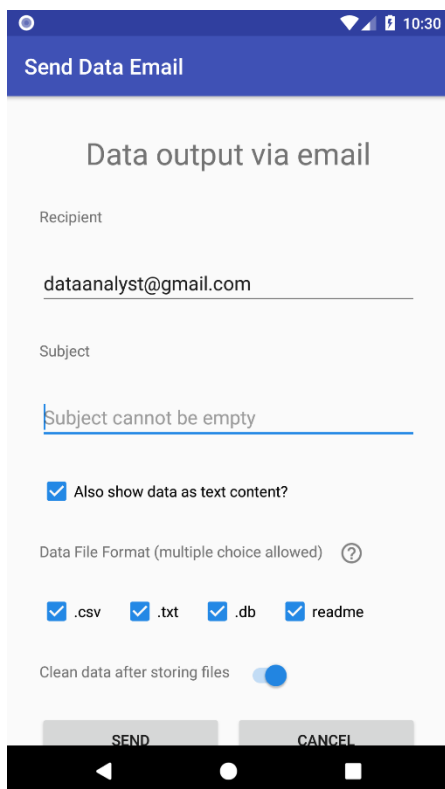 10:30
Send Data Email
Data output via email
Recipient
dataanalyst@gmail.com
Subject
Subject cannot be empty
Also show data as text content?
Data File Format (multiple choice allowed) ?
.csv .txt .db readme
Clean data after storing files
SEND CANCEL